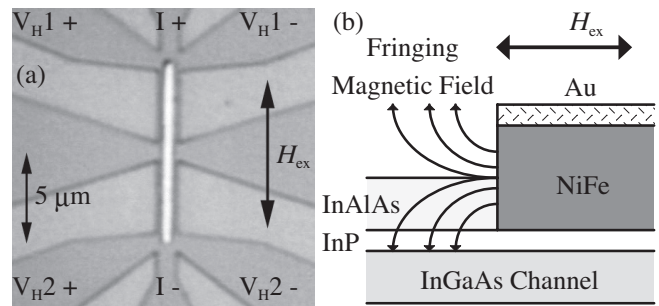 V_H1 + I + V_H1 -
(a)
H_ex
5 μm
V_H2 + I - V_H2 -
(b)
H_ex
Fringing
Magnetic Field
Au
NiFe
InAlAs
InP
InGaAs Channel